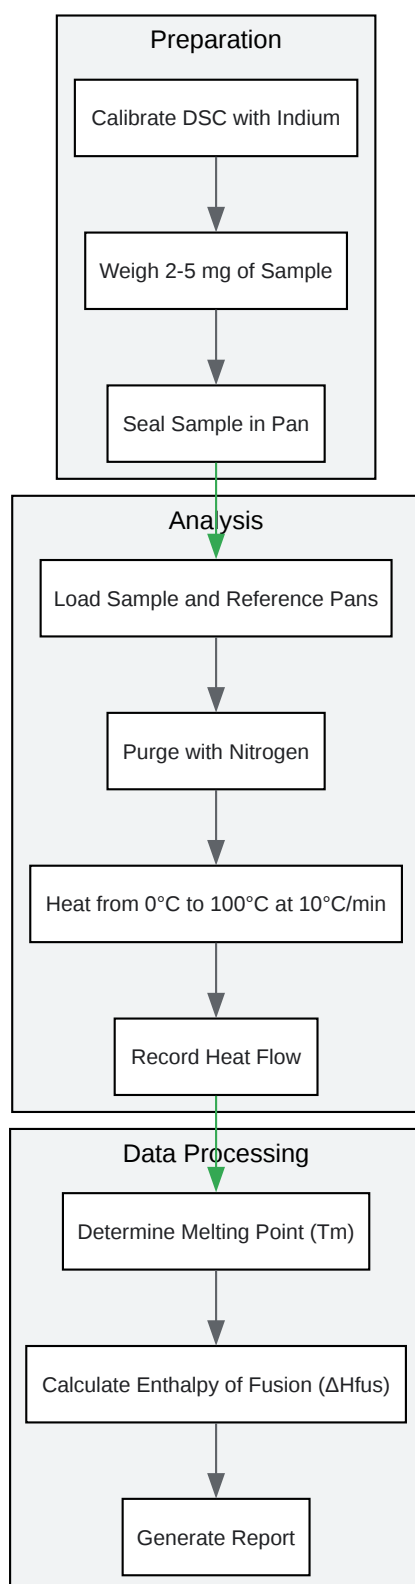 Preparation
Calibrate DSC with Indium
Weigh 2-5 mg of Sample
Seal Sample in Pan
Analysis
Load Sample and Reference Pans
Purge with Nitrogen
Heat from 0°C to 100°C at 10°C/min
Record Heat Flow
Data Processing
Determine Melting Point (Tm)
Calculate Enthalpy of Fusion (ΔHfus)
Generate Report